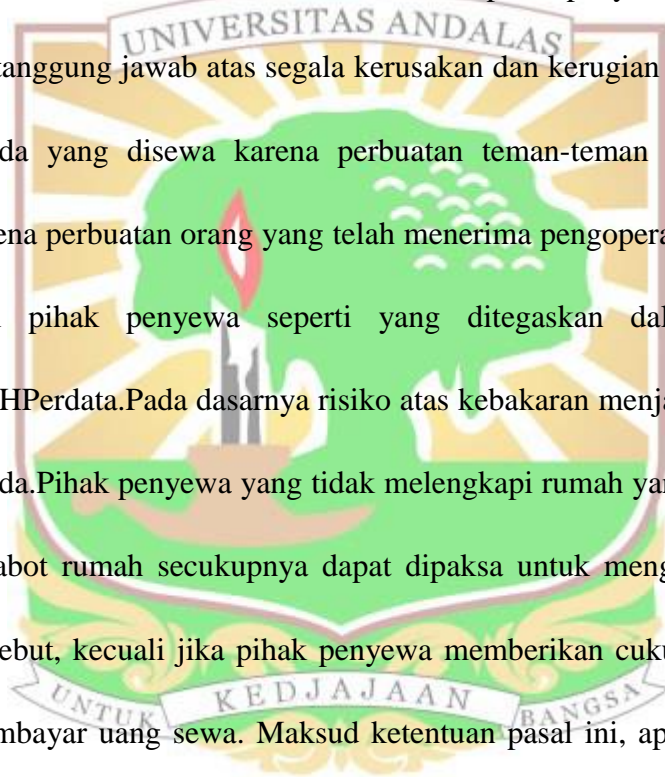 UNIVERSITAS ANDALAS
tanggung jawab atas segala kerusakan dan kerugian
da yang disewa karena perbuatan teman-teman
ena perbuatan orang yang telah menerima pengopera
pihak penyewa seperti yang ditegaskan dal
HPerdata.Pada dasarnya risiko atas kebakaran menja
da.Pihak penyewa yang tidak melengkapi rumah yan
abot rumah secukupnya dapat dipaksa untuk meng
ebut, kecuali jika pihak penyewa memberikan cuku
UNTUK KEDJAJAAN BANGSA
mbayar uang sewa. Maksud ketentuan pasal ini, ap